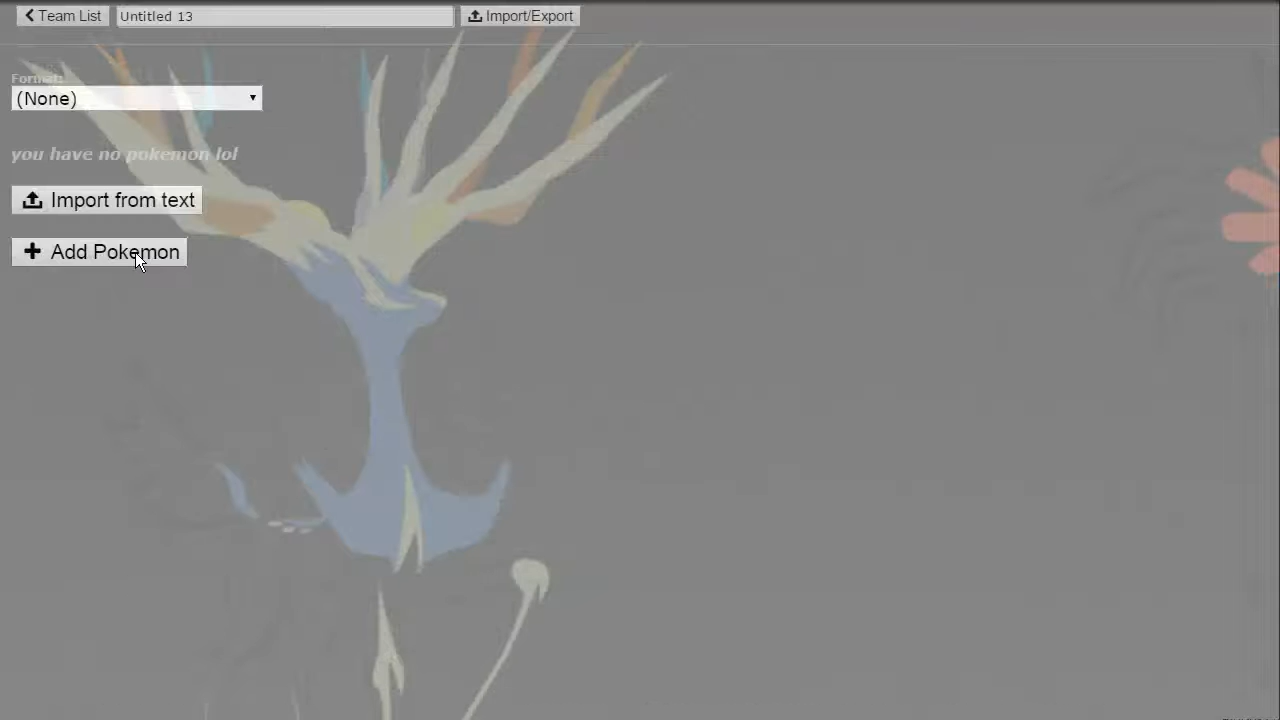 Team List
Untitled 13
Import/Export
Format:
(None)
you have no pokemon lol
Import from text
Add Pokemon